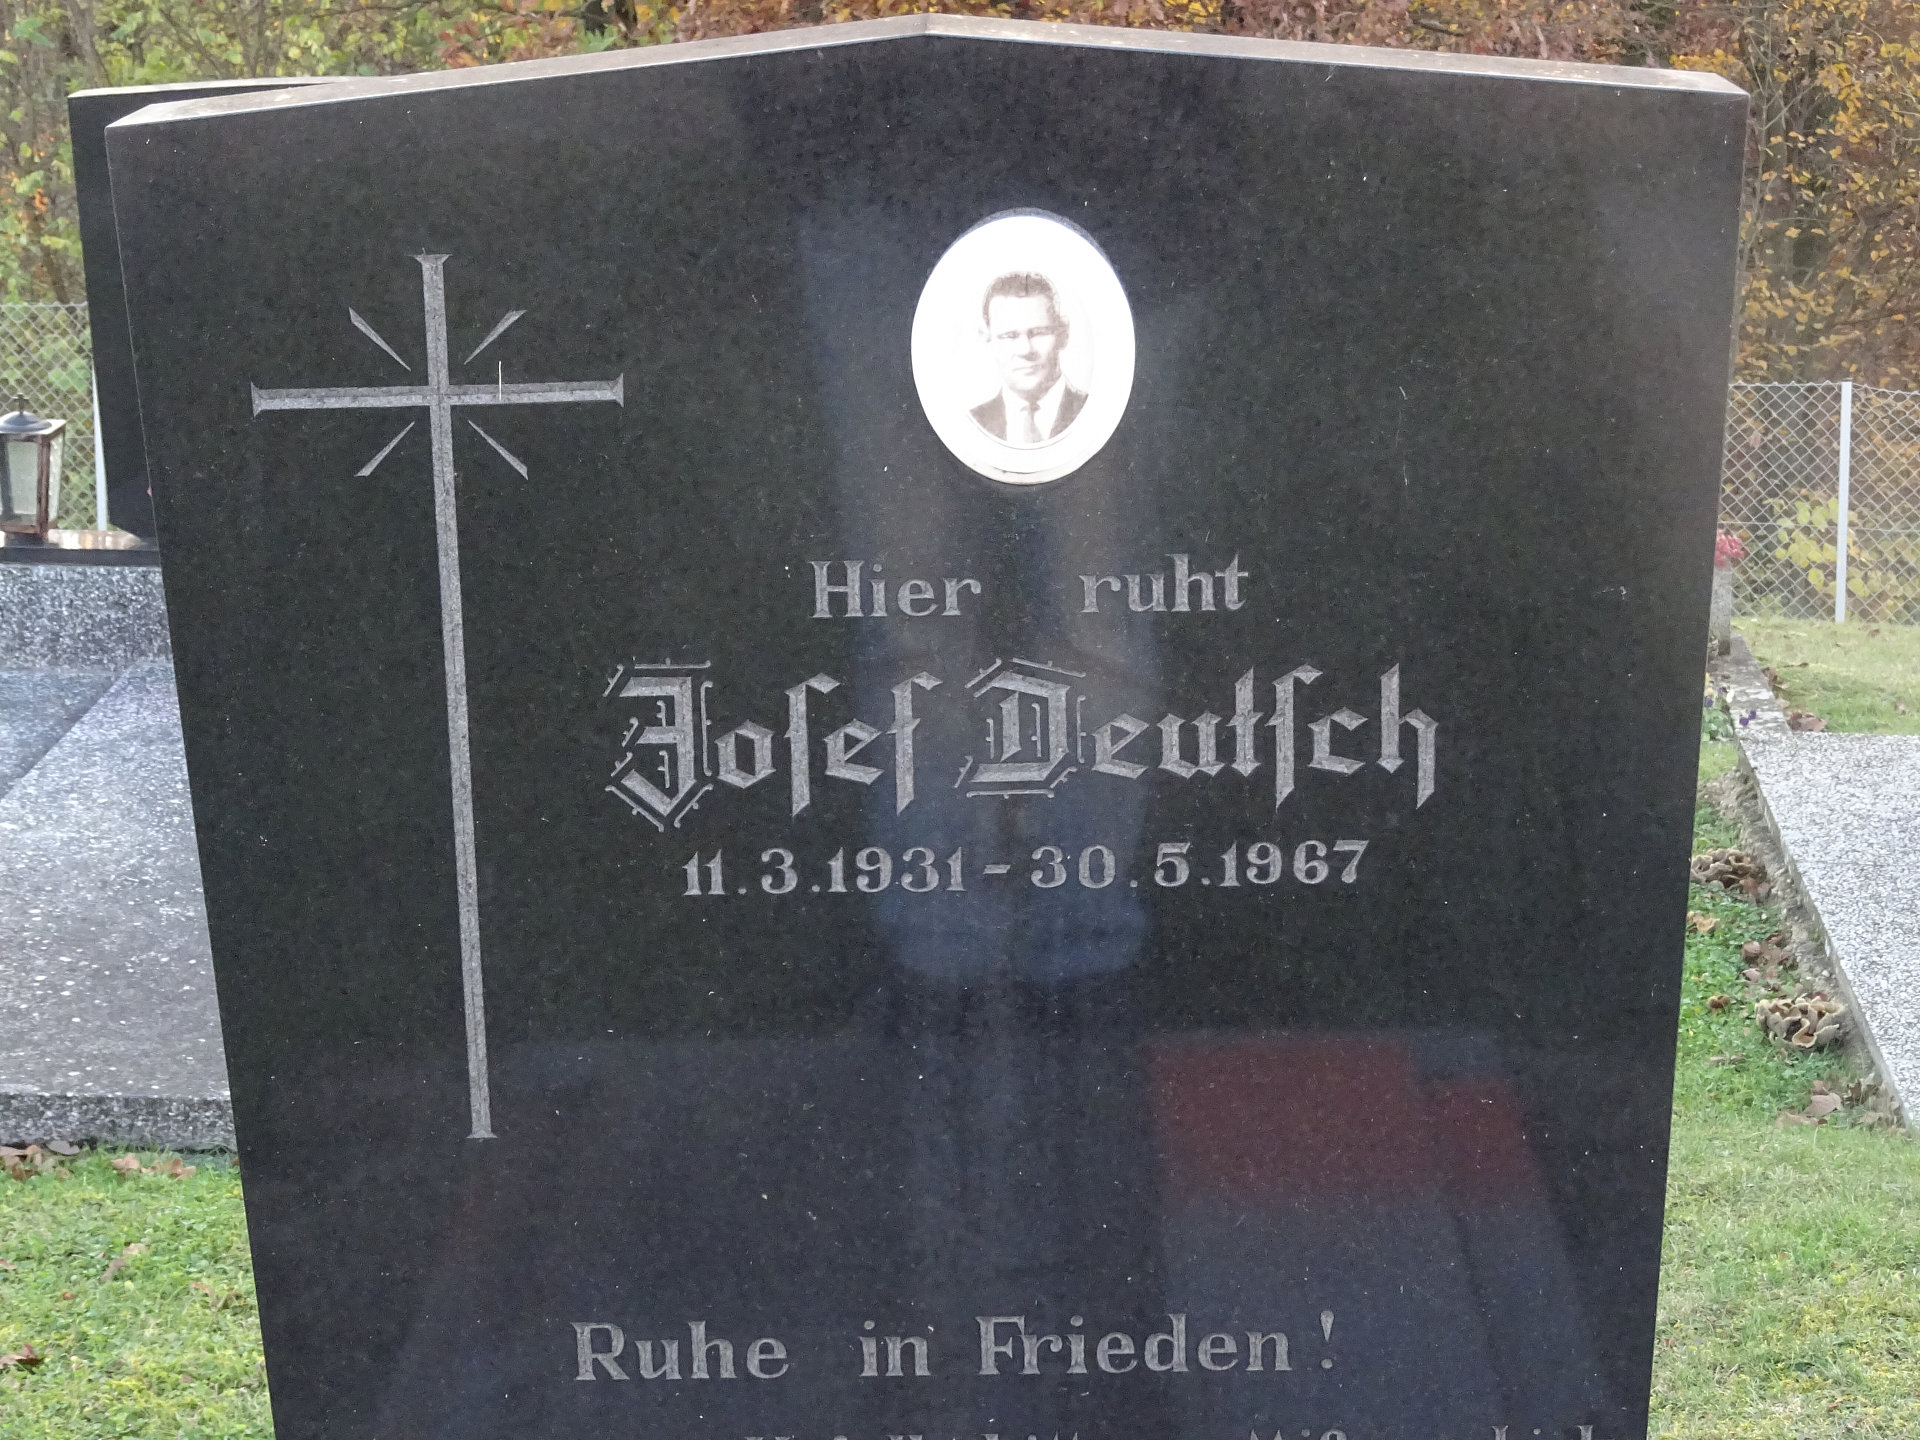 Hier ruht
Josef Deutsch
11.3.1931 - 30.5.1967
Ruhe in Frieden!